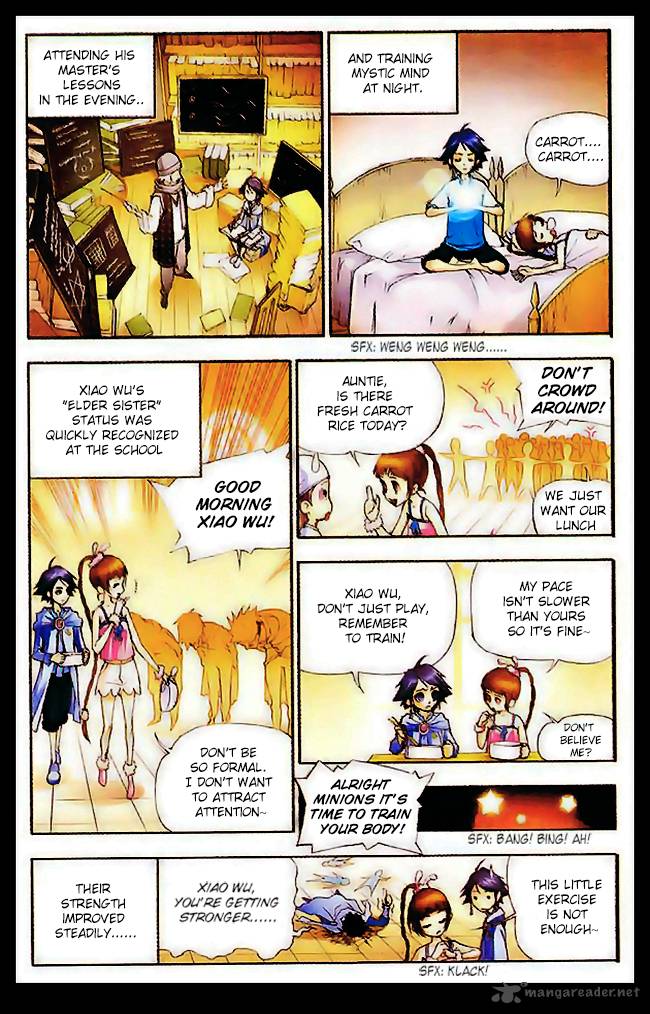 ATTENDING HIS
MASTER'S
LESSONS
IN THE EVENING..
AND TRAINING
MYSTIC MIND
AT NIGHT.
CARROT....
CARROT....
SFX: WENG WENG WENG......
XIAO WU'S
"ELDER SISTER"
STATUS WAS
QUICKLY RECOGNIZED
AT THE SCHOOL
GOOD
MORNING
XIAO WU!
DON'T BE
SO FORMAL.
I DON'T WANT
TO ATTRACT
ATTENTION~
AUNTIE,
IS THERE
FRESH CARROT
RICE TODAY?
DON'T
CROWD
AROUND!
WE JUST
WANT OUR
LUNCH
XIAO WU,
DON'T JUST PLAY,
REMEMBER
TO TRAIN!
MY PACE
ISN'T SLOWER
THAN YOURS
SO IT'S FINE~
DON'T
BELIEVE
ME?
ALRIGHT
MINIONS IT'S
TIME TO TRAIN
YOUR BODY!
SFX: BANG! BING! AH!
THEIR
STRENGTH
IMPROVED
STEADILY......
XIAO WU,
YOU'RE GETTING
STRONGER......
THIS LITTLE
EXERCISE
IS NOT
ENOUGH~
SFX: KLACK!
mangareader.net